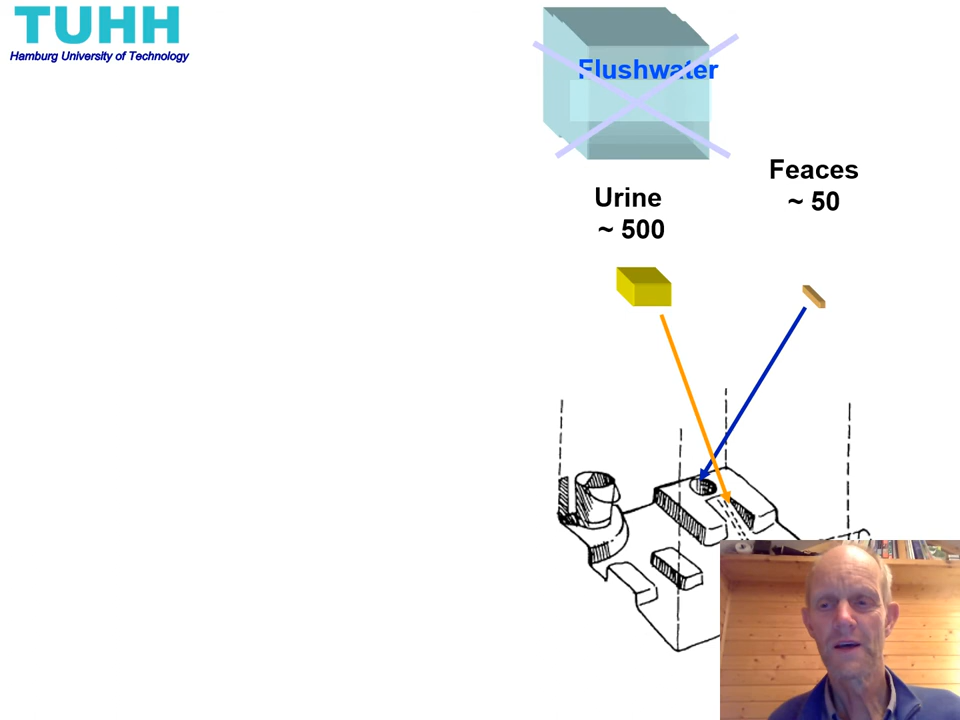 TUHH
Hamburg University of Technology
Flushwater
Feaces
~ 50
Urine
~ 500